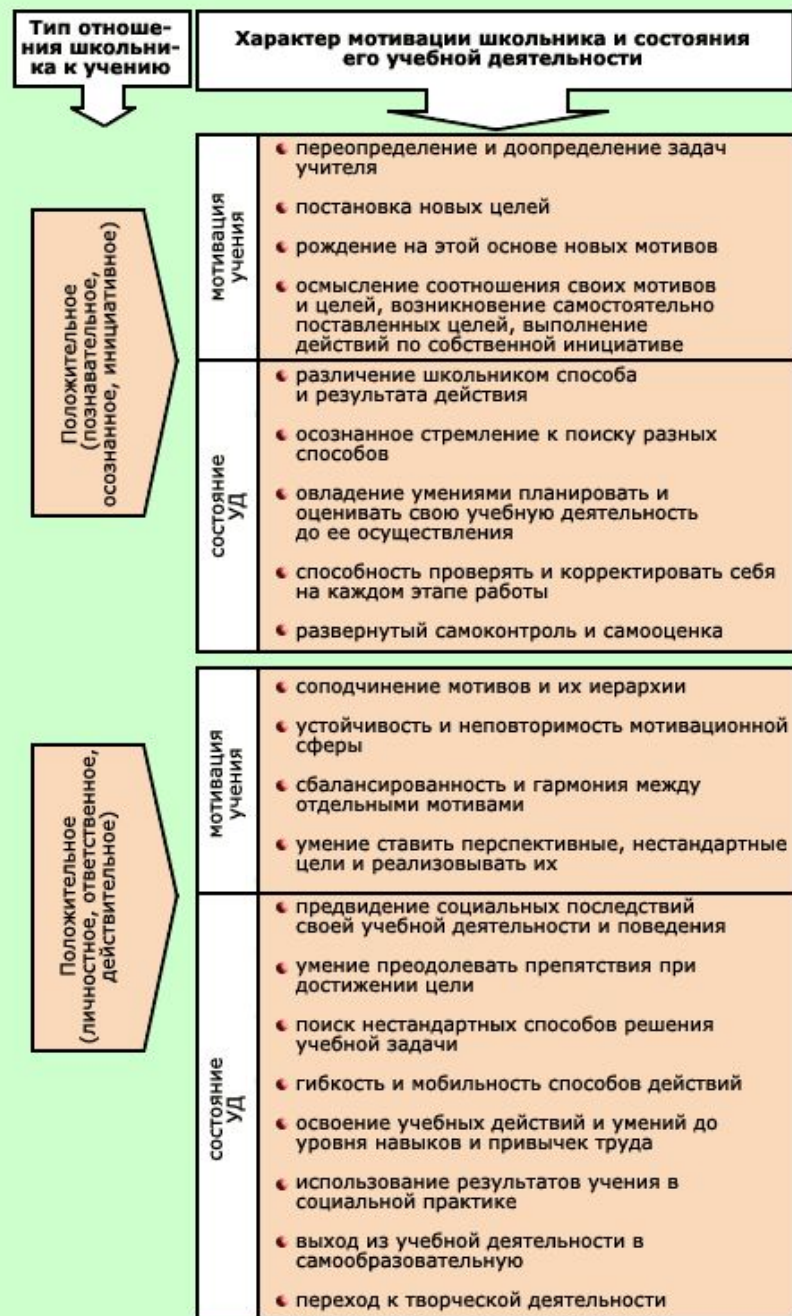 Тип отноше-
ния школьни-
ка к учению
Характер мотивации школьника и состояния
его учебной деятельности
Положительное
(познавательное,
осознанное, инициативное)
мотивация
учения
переопределение и доопределение задач
учителя
постановка новых целей
рождение на этой основе новых мотивов
осмысление соотношения своих мотивов
и целей, возникновение самостоятельно
поставленных целей, выполнение
действий по собственной инициативе
состояние
УД
различение школьником способа
и результата действия
осознанное стремление к поиску разных
способов
овладение умениями планировать и
оценивать свою учебную деятельность
до ее осуществления
способность проверять и корректировать себя
на каждом этапе работы
развернутый самоконтроль и самооценка
Положительное
(личностное, ответственное,
действительное)
мотивация
учения
соподчинение мотивов и их иерархии
устойчивость и неповторимость мотивационной
сферы
сбалансированность и гармония между
отдельными мотивами
умение ставить перспективные, нестандартные
цели и реализовывать их
состояние
УД
предвидение социальных последствий
своей учебной деятельности и поведения
умение преодолевать препятствия при
достижении цели
поиск нестандартных способов решения
учебной задачи
гибкость и мобильность способов действий
освоение учебных действий и умений до
уровня навыков и привычек труда
использование результатов учения в
социальной практике
выход из учебной деятельности в
самообразовательную
переход к творческой деятельности